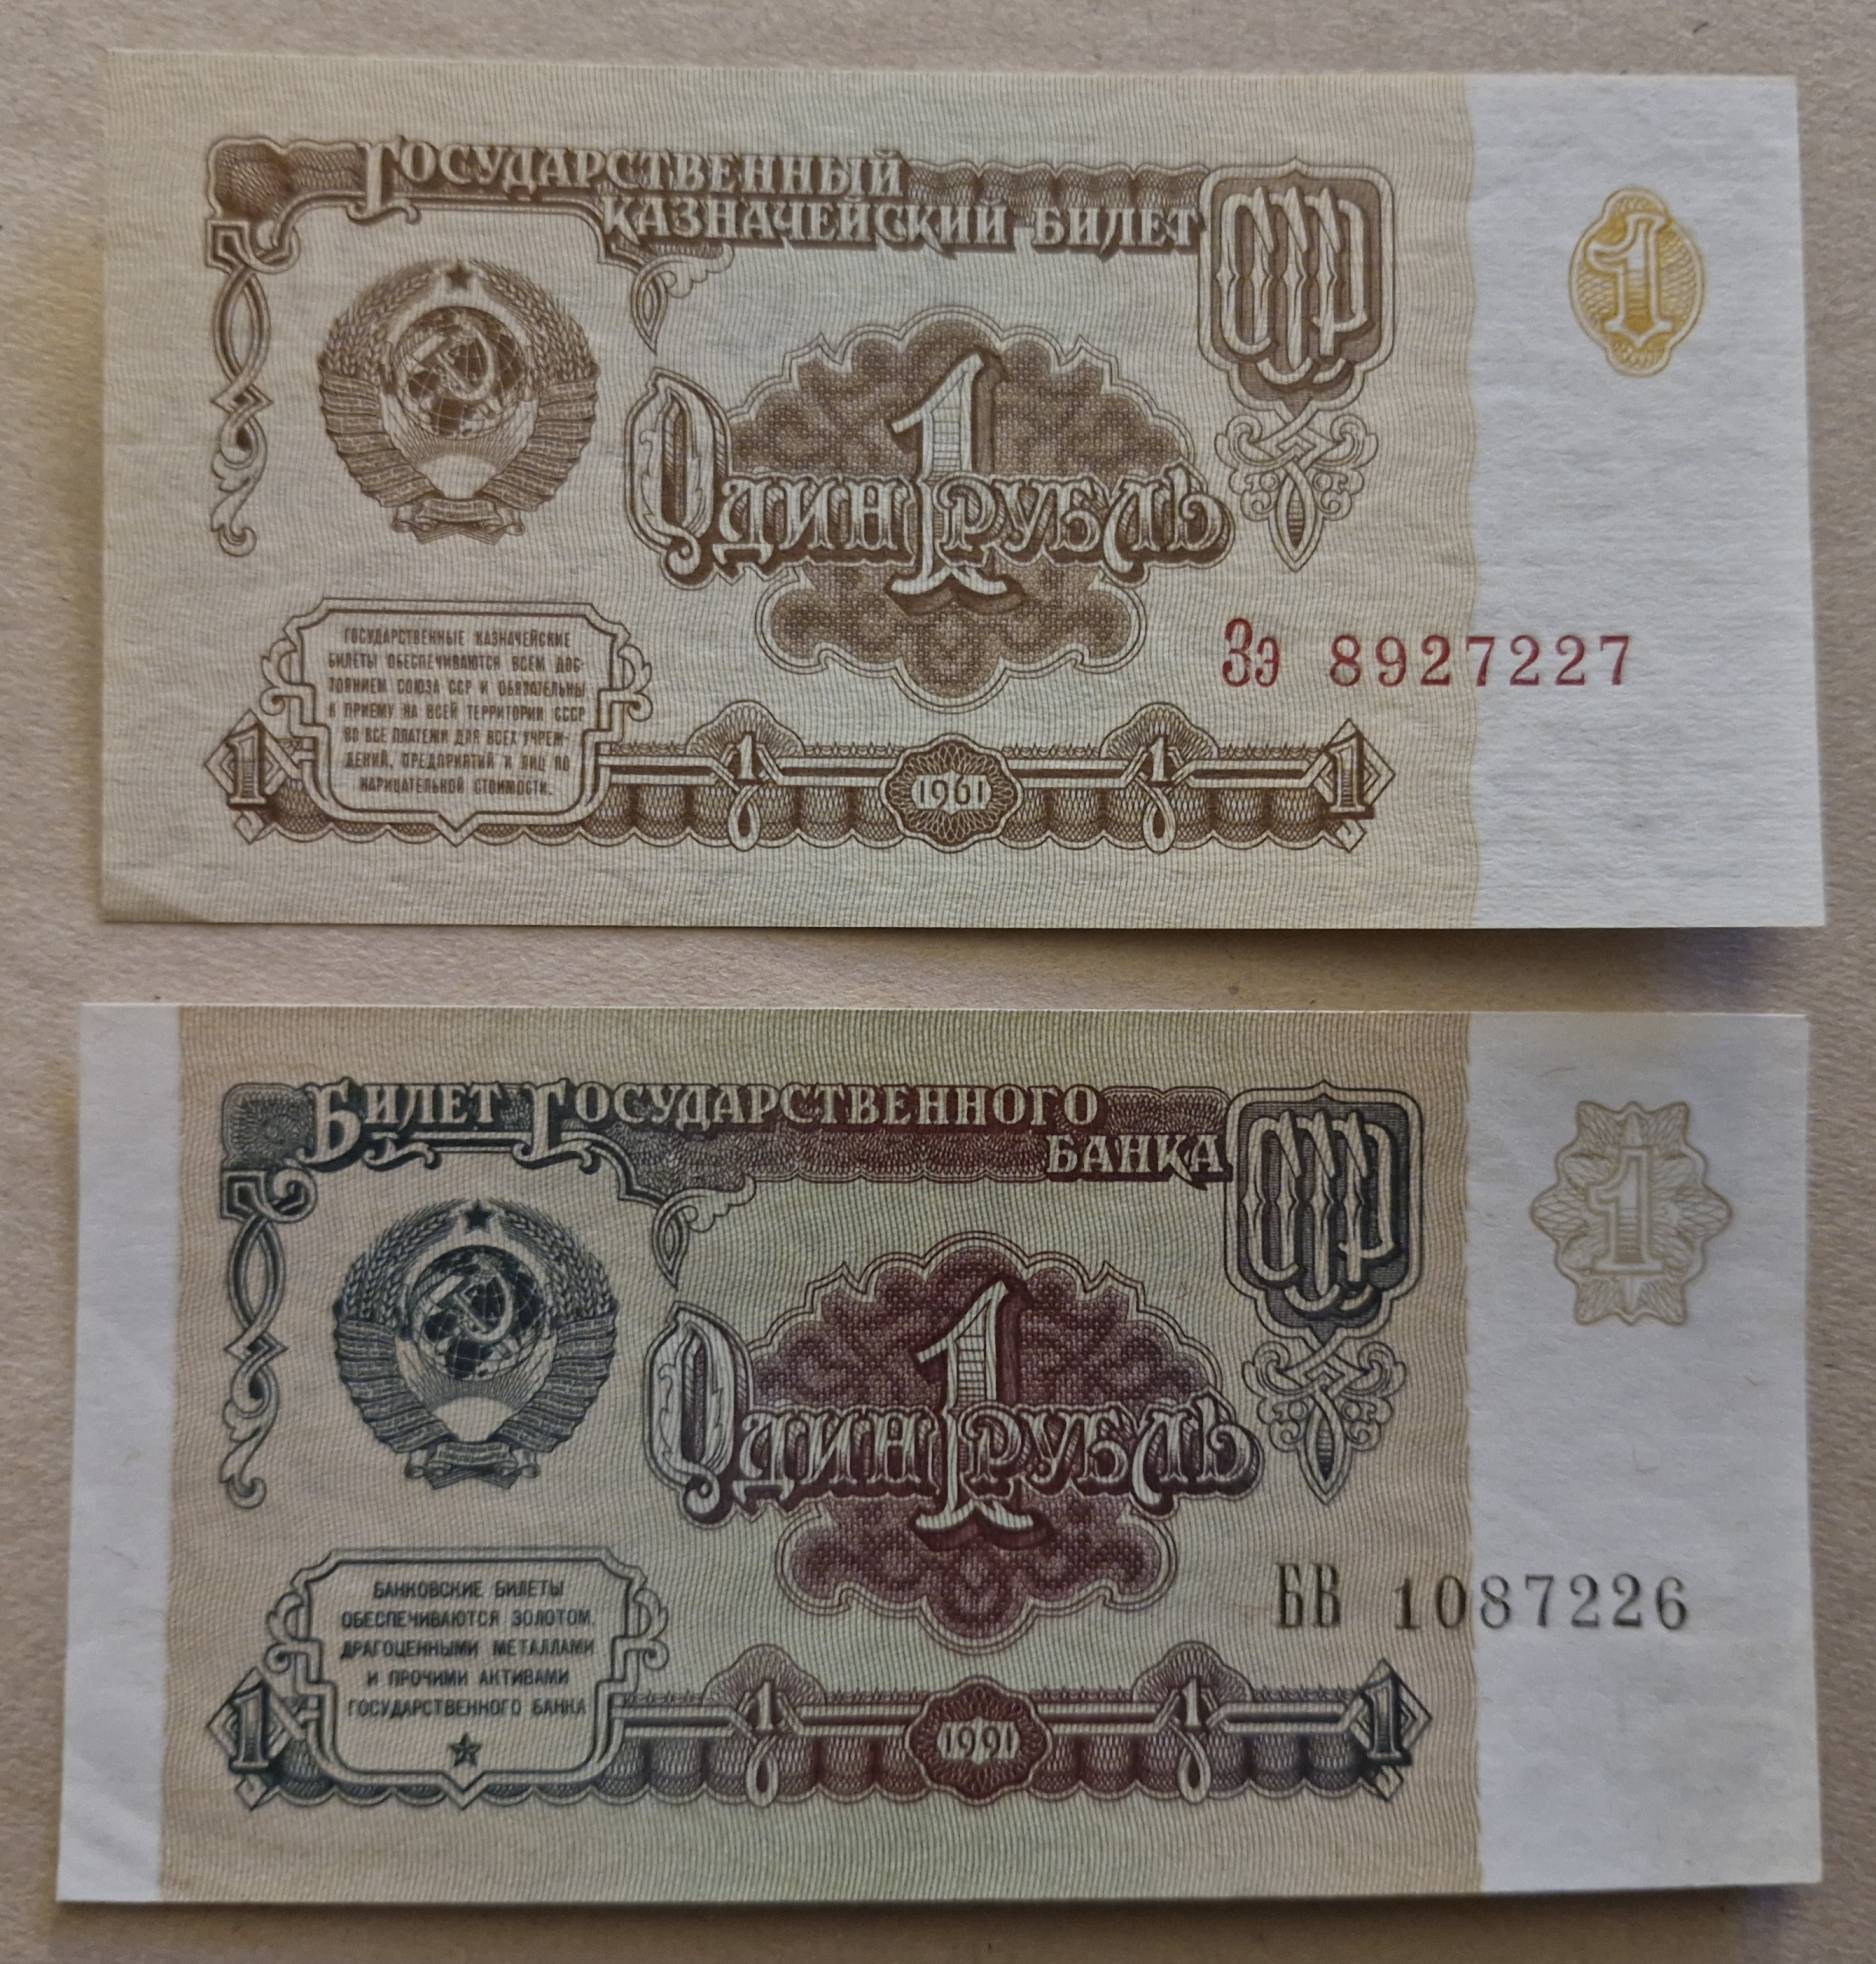 Государственный
казначейский билет
СССР
1
1
Один рубль
Зэ 8927227
ГОСУДАРСТВЕННЫЕ КАЗНАЧЕЙСКИЕ
БИЛЕТЫ ОБЕСПЕЧИВАЮТСЯ ВСЕМ ДОС-
ТОЯНИЕМ СОЮЗА ССР И ОБЯЗАТЕЛЬНЫ
К ПРИЕМУ НА ВСЕЙ ТЕРРИТОРИИ СССР
ВО ВСЕ ПЛАТЕЖИ ДЛЯ ВСЕХ УЧРЕЖ-
ДЕНИЙ, ПРЕДПРИЯТИЙ И ЛИЦ ПО
НАРИЦАТЕЛЬНОЙ СТОИМОСТИ.
1 1 1961 1 1
Билет Государственного
банка
СССР
1
1
Один рубль
БВ 1087226
БАНКОВСКИЕ БИЛЕТЫ
ОБЕСПЕЧИВАЮТСЯ ЗОЛОТОМ,
ДРАГОЦЕННЫМИ МЕТАЛЛАМИ
И ПРОЧИМИ АКТИВАМИ
ГОСУДАРСТВЕННОГО БАНКА
1 1 1991 1 1